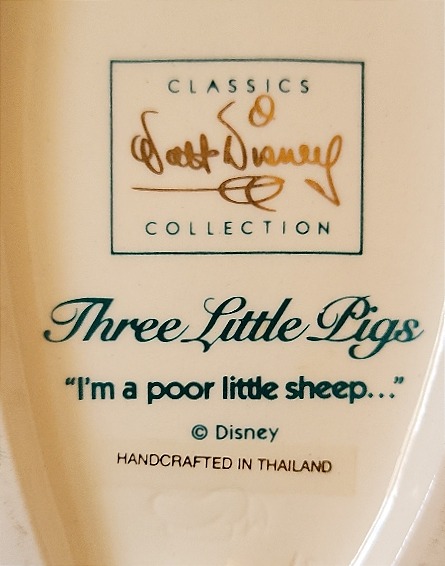 CLASSICS
Walt Disney
COLLECTION
Three Little Pigs
“I'm a poor little sheep...”
© Disney
HANDCRAFTED IN THAILAND